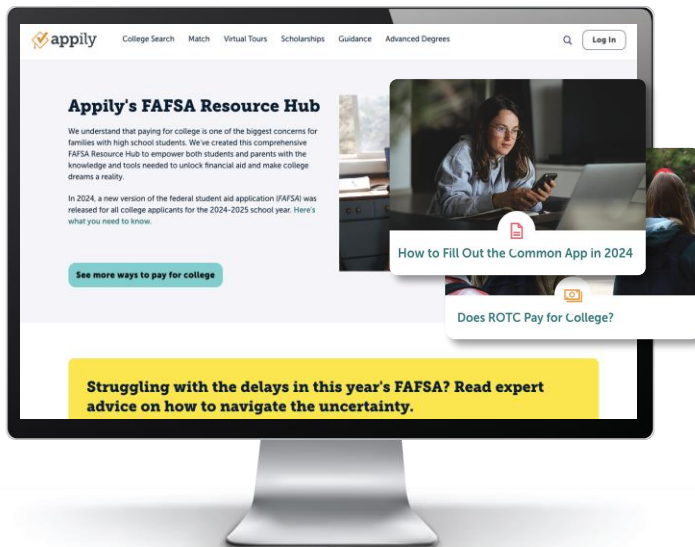 appily
College Search Match Virtual Tours Scholarships Guidance Advanced Degrees
Log In
Appily's FAFSA Resource Hub
We understand that paying for college is one of the biggest concerns for
families with high school students. We've created this comprehensive
FAFSA Resource Hub to empower both students and parents with the
knowledge and tools needed to unlock financial aid and make college
dreams a reality.
In 2024, a new version of the federal student aid application (FAFSA) was
released for all college applicants for the 2024-2025 school year. Here's
what you need to know.
See more ways to pay for college
How to Fill Out the Common App in 2024
Does ROTC Pay for College?
Struggling with the delays in this year's FAFSA? Read expert
advice on how to navigate the uncertainty.